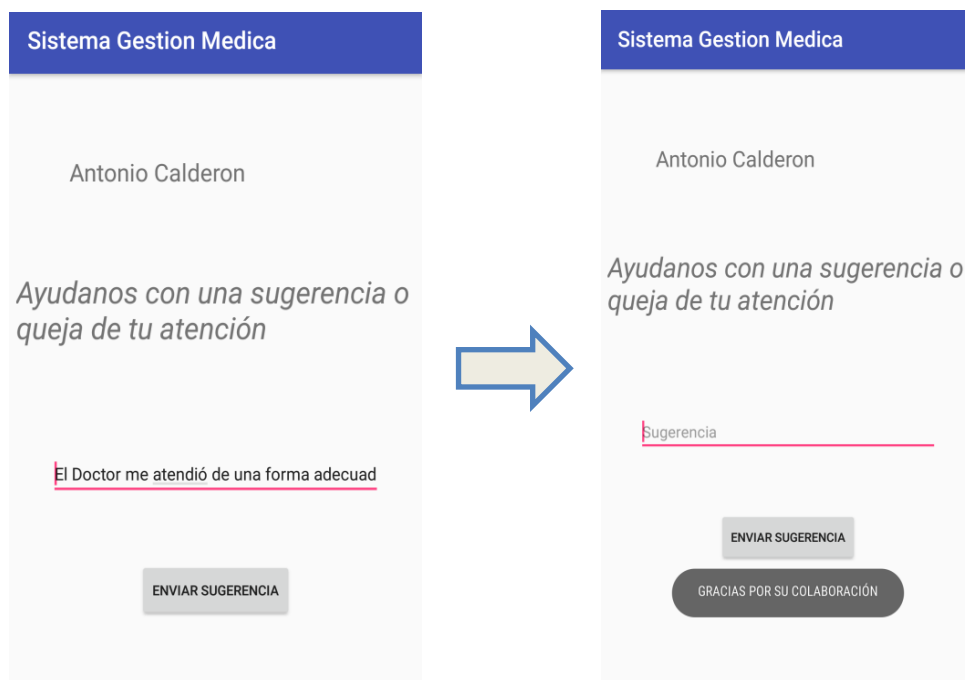 Sistema Gestion Medica
Antonio Calderon
Ayudanos con una sugerencia o
queja de tu atención
El Doctor me atendió de una forma adecuad
ENVIAR SUGERENCIA
Sistema Gestion Medica
Antonio Calderon
Ayudanos con una sugerencia o
queja de tu atención
Sugerencia
ENVIAR SUGERENCIA
GRACIAS POR SU COLABORACIÓN